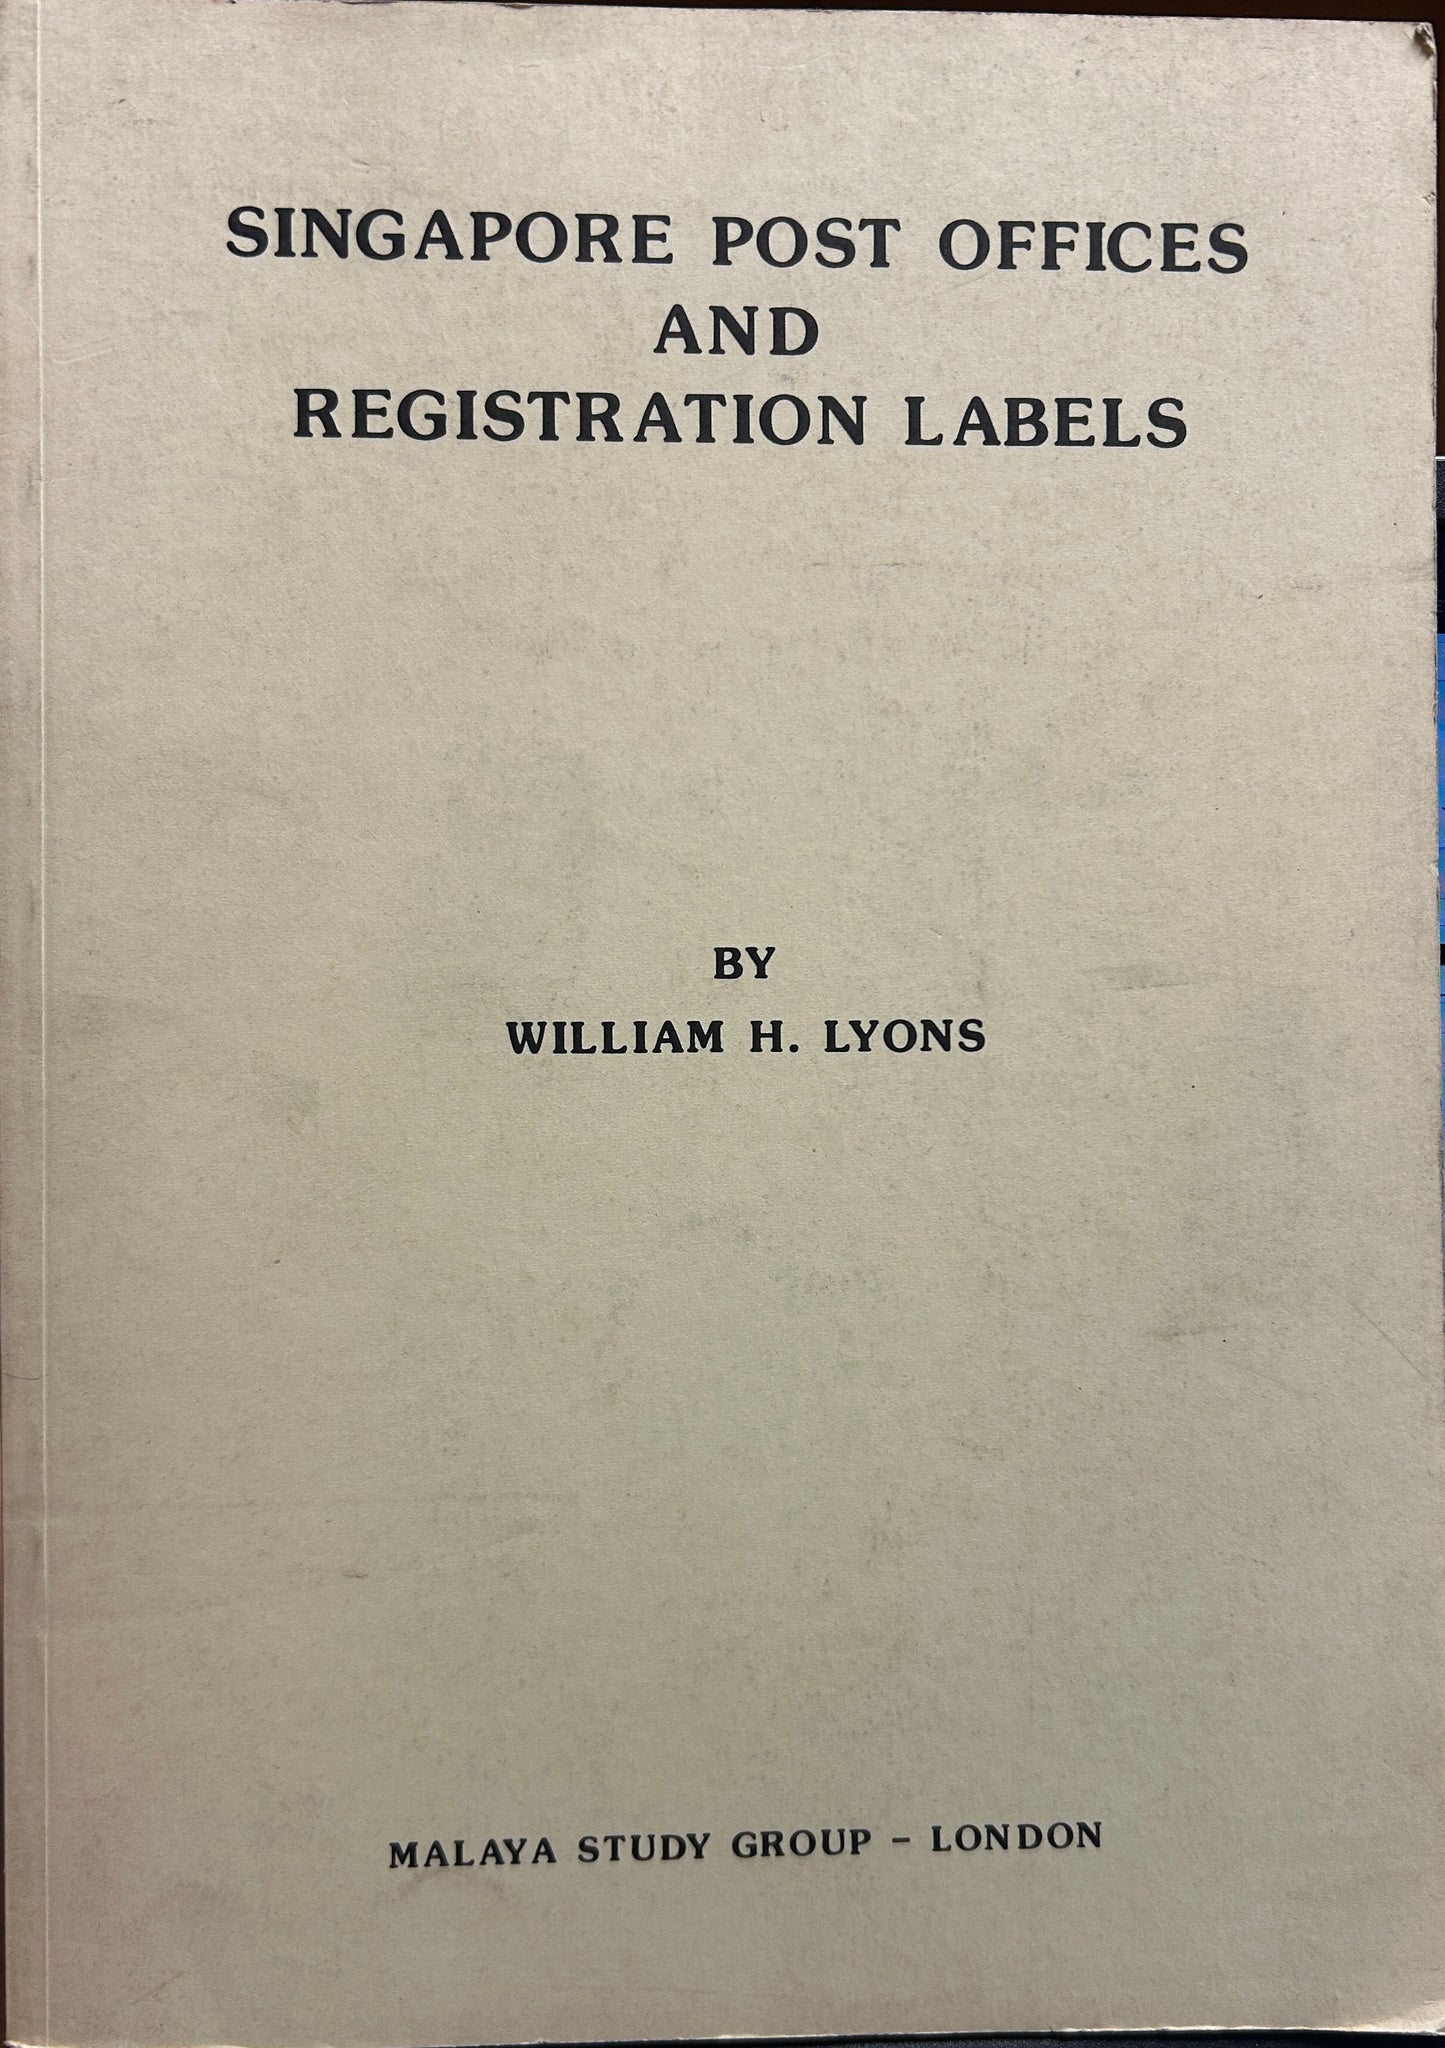 SINGAPORE POST OFFICES
AND
REGISTRATION LABELS
BY
WILLIAM H. LYONS
MALAYA STUDY GROUP - LONDON